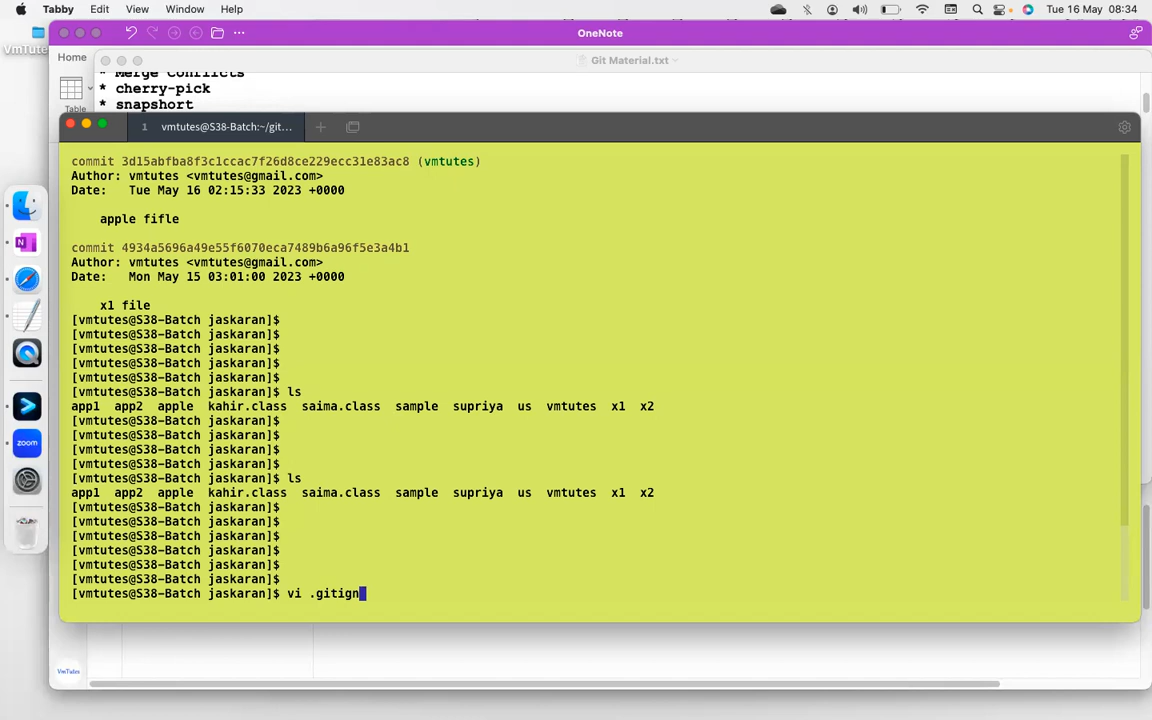 Tabby Edit View Window Help
Tue 16 May 08:34
OneNote
VmTute
Home
Git Material.txt
Table
* Merge Conflicts
* cherry-pick
* snapshort
1 vmtutes@S38-Batch:~/git...
commit 3d15abfba8f3c1ccac7f26d8ce229ecc31e83ac8 (vmtutes)
Author: vmtutes <vmtutes@gmail.com>
Date: Tue May 16 02:15:33 2023 +0000
apple fifle
commit 4934a5696a49e55f6070eca7489b6a96f5e3a4b1
Author: vmtutes <vmtutes@gmail.com>
Date: Mon May 15 03:01:00 2023 +0000
x1 file
[vmtutes@S38-Batch jaskaran]$
[vmtutes@S38-Batch jaskaran]$
[vmtutes@S38-Batch jaskaran]$
[vmtutes@S38-Batch jaskaran]$
[vmtutes@S38-Batch jaskaran]$
[vmtutes@S38-Batch jaskaran]$ ls
app1 app2 apple kahir.class saima.class sample supriya us vmtutes x1 x2
[vmtutes@S38-Batch jaskaran]$
[vmtutes@S38-Batch jaskaran]$
[vmtutes@S38-Batch jaskaran]$
[vmtutes@S38-Batch jaskaran]$
[vmtutes@S38-Batch jaskaran]$ ls
app1 app2 apple kahir.class saima.class sample supriya us vmtutes x1 x2
[vmtutes@S38-Batch jaskaran]$
[vmtutes@S38-Batch jaskaran]$
[vmtutes@S38-Batch jaskaran]$
[vmtutes@S38-Batch jaskaran]$
[vmtutes@S38-Batch jaskaran]$
[vmtutes@S38-Batch jaskaran]$
[vmtutes@S38-Batch jaskaran]$ vi .gitign
zoom
VmTutes